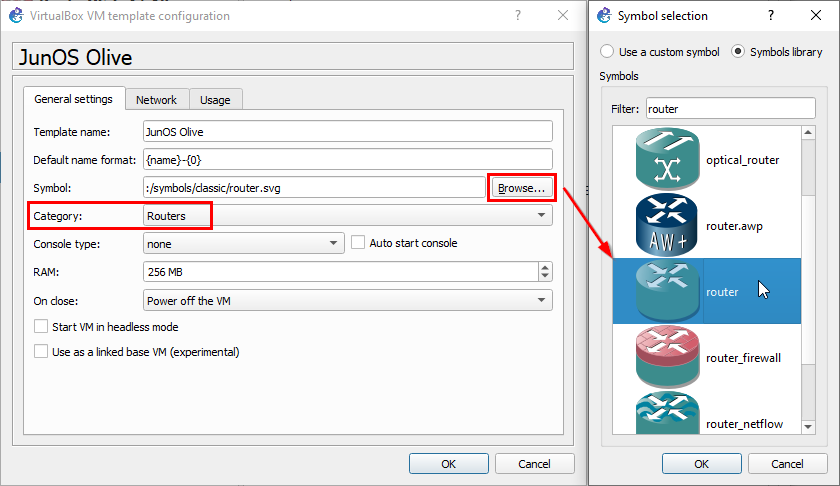 VirtualBox VM template configuration
?
JunOS Olive
General settings
Network
Usage
Template name:
JunOS Olive
Default name format:
{name}-{0}
Symbol:
:/symbols/classic/router.svg
Browse...
Category:
Routers
Console type:
none
Auto start console
RAM:
256 MB
On close:
Power off the VM
Start VM in headless mode
Use as a linked base VM (experimental)
OK
Cancel
Symbol selection
?
Use a custom symbol
Symbols library
Symbols
Filter:
router
optical_router
AW+
router.awp
router
router_firewall
router_netflow
OK
Cancel